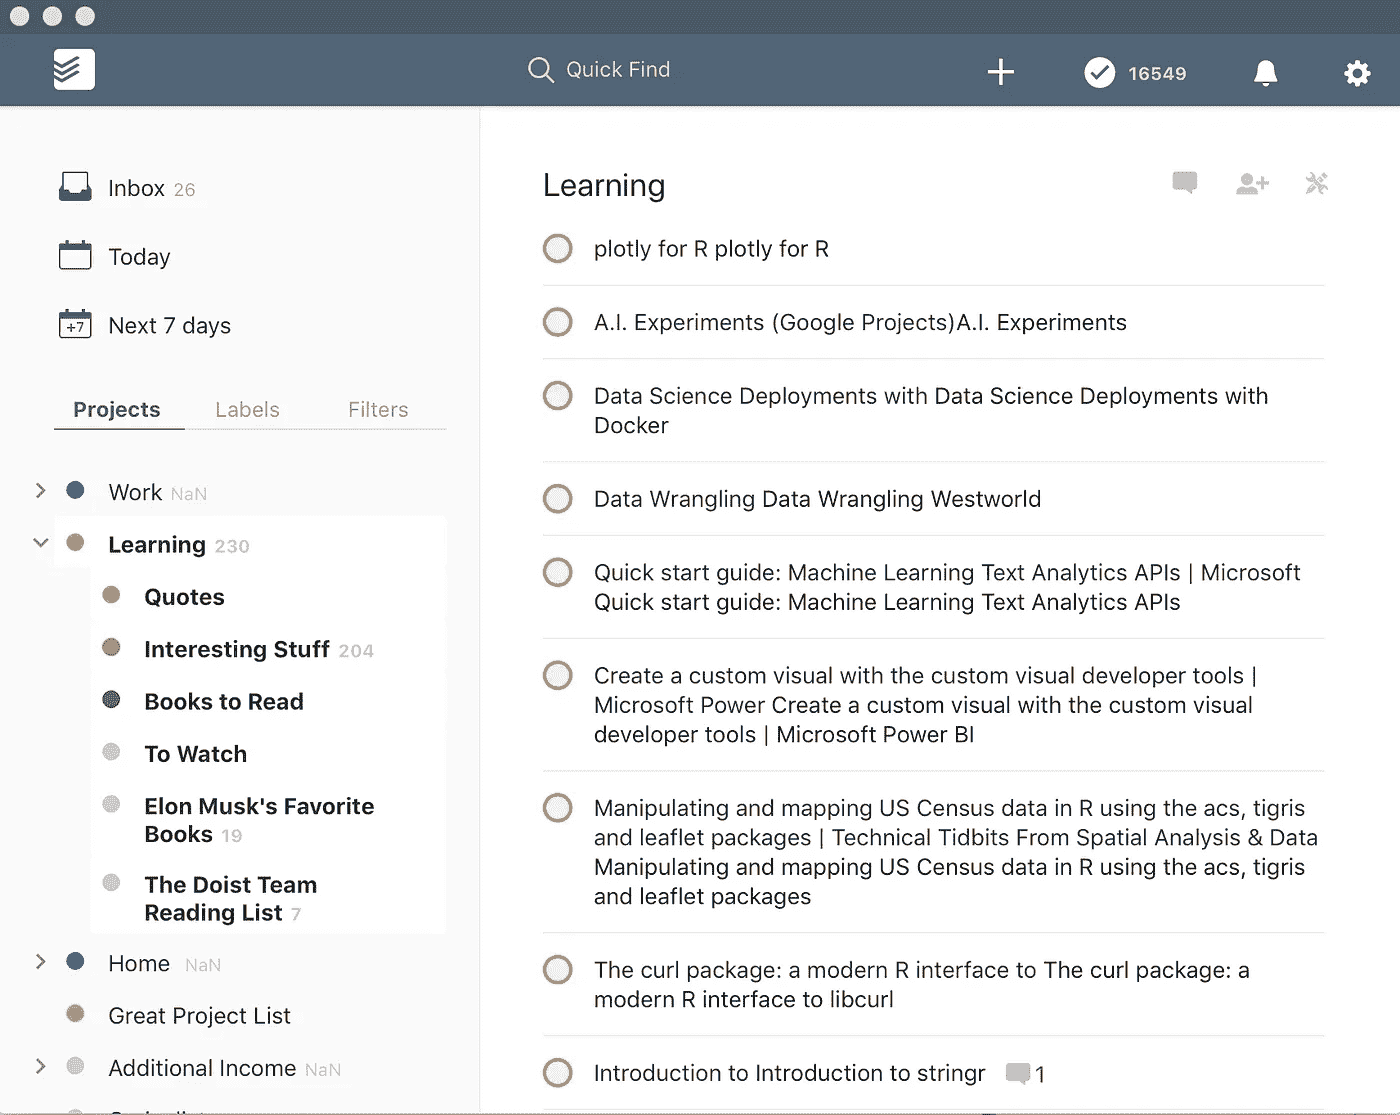 Quick Find
16549
Inbox 26
Today
+7
Next 7 days
Projects Labels Filters
Work NaN
Learning 230
Quotes
Interesting Stuff 204
Books to Read
To Watch
Elon Musk's Favorite
Books 19
The Doist Team
Reading List 7
Home NaN
Great Project List
Additional Income NaN
Learning
plotly for R plotly for R
A.I. Experiments (Google Projects)A.I. Experiments
Data Science Deployments with Data Science Deployments with
Docker
Data Wrangling Data Wrangling Westworld
Quick start guide: Machine Learning Text Analytics APIs | Microsoft
Quick start guide: Machine Learning Text Analytics APIs
Create a custom visual with the custom visual developer tools |
Microsoft Power Create a custom visual with the custom visual
developer tools | Microsoft Power BI
Manipulating and mapping US Census data in R using the acs, tigris
and leaflet packages | Technical Tidbits From Spatial Analysis & Data
Manipulating and mapping US Census data in R using the acs, tigris
and leaflet packages
The curl package: a modern R interface to The curl package: a
modern R interface to libcurl
Introduction to Introduction to stringr 1